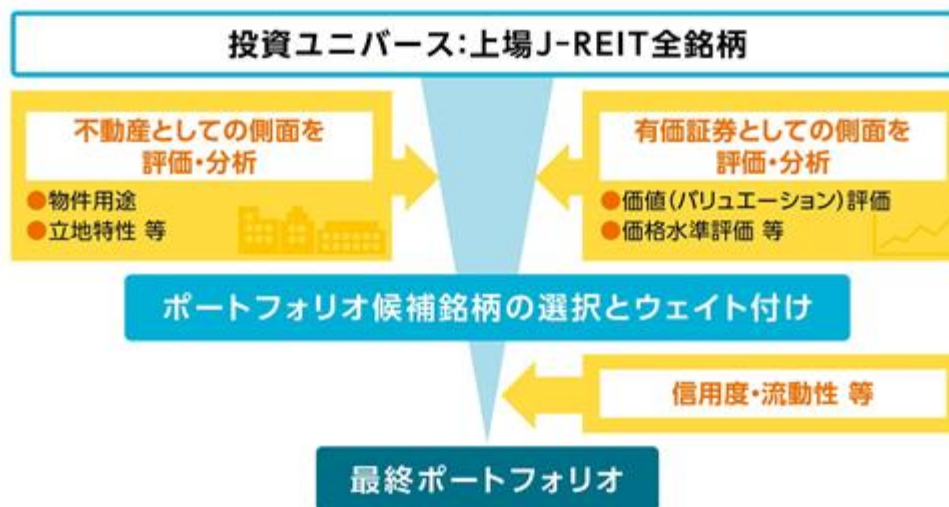 投資ユニバース:上場J-REIT全銘柄
不動産としての側面を
評価・分析
●物件用途
●立地特性 等
有価証券としての側面を
評価・分析
●価値(バリュエーション)評価
●価格水準評価 等
ポートフォリオ候補銘柄の選択とウェイト付け
信用度・流動性 等
最終ポートフォリオ